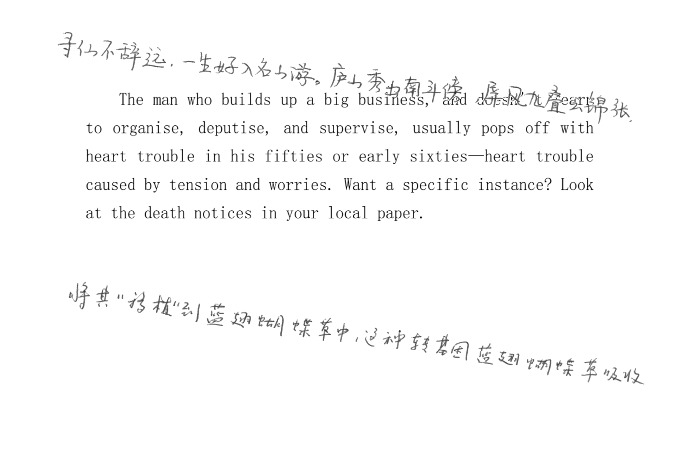 寻仙不辞远，一生好入名山游。庐山秀出南斗傍，屏风九叠云锦张，
The man who builds up a big business, and doesn't learn
to organise, deputise, and supervise, usually pops off with
heart trouble in his fifties or early sixties—heart trouble
caused by tension and worries. Want a specific instance? Look
at the death notices in your local paper.
将其“移植”到蓝翅蝴蝶草中，这种转基因蓝翅蝴蝶草吸收